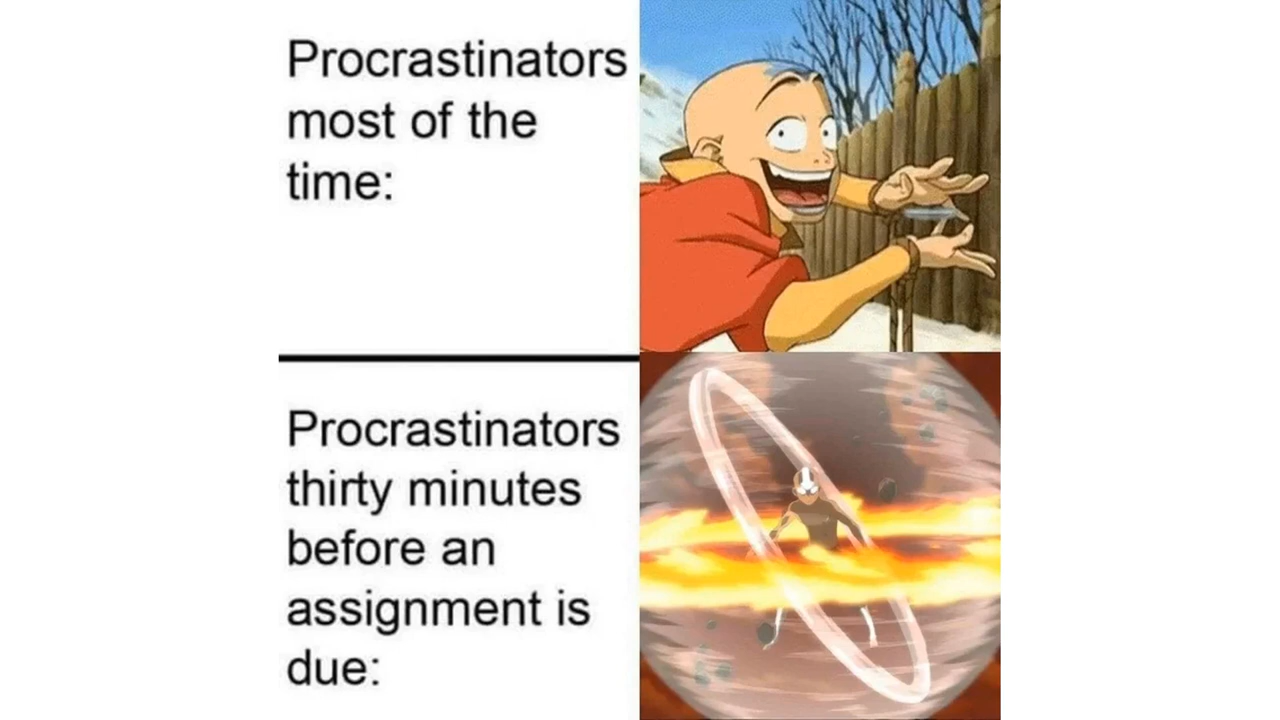 Procrastinators
most of the
time:
Procrastinators
thirty minutes
before an
assignment is
due: